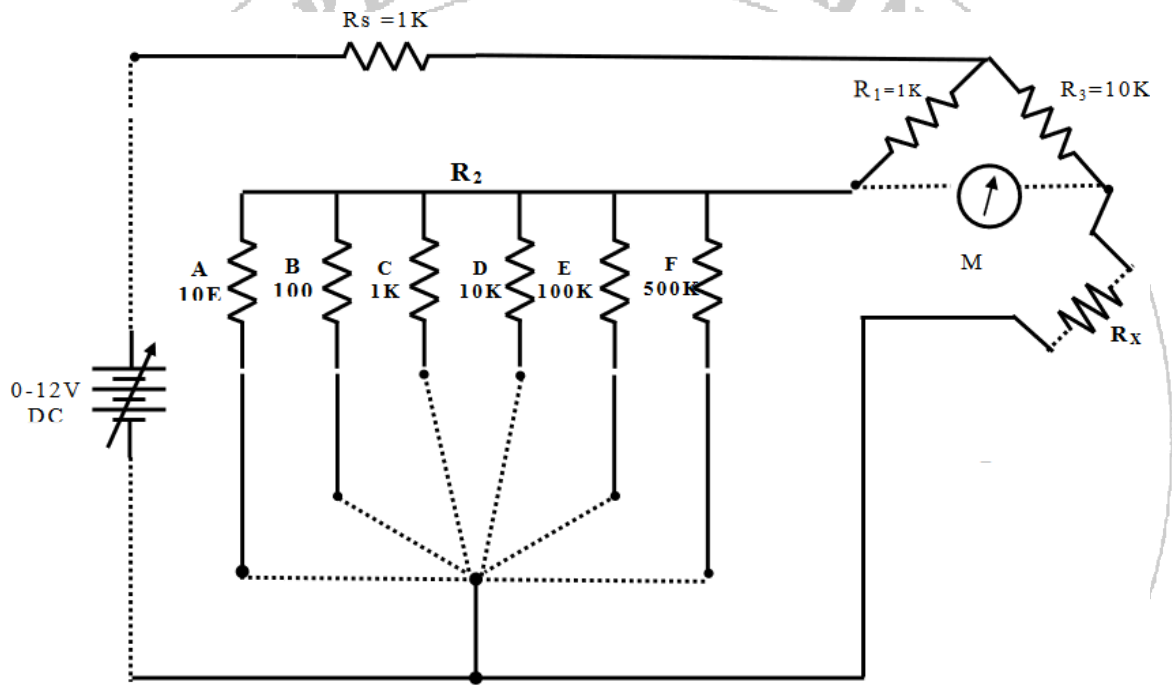 Rs =1K
R1=1K
R3=10K
R2
A
10E
B
100
C
1K
D
10K
E
100K
F
500K
M
RX
0-12V
DC